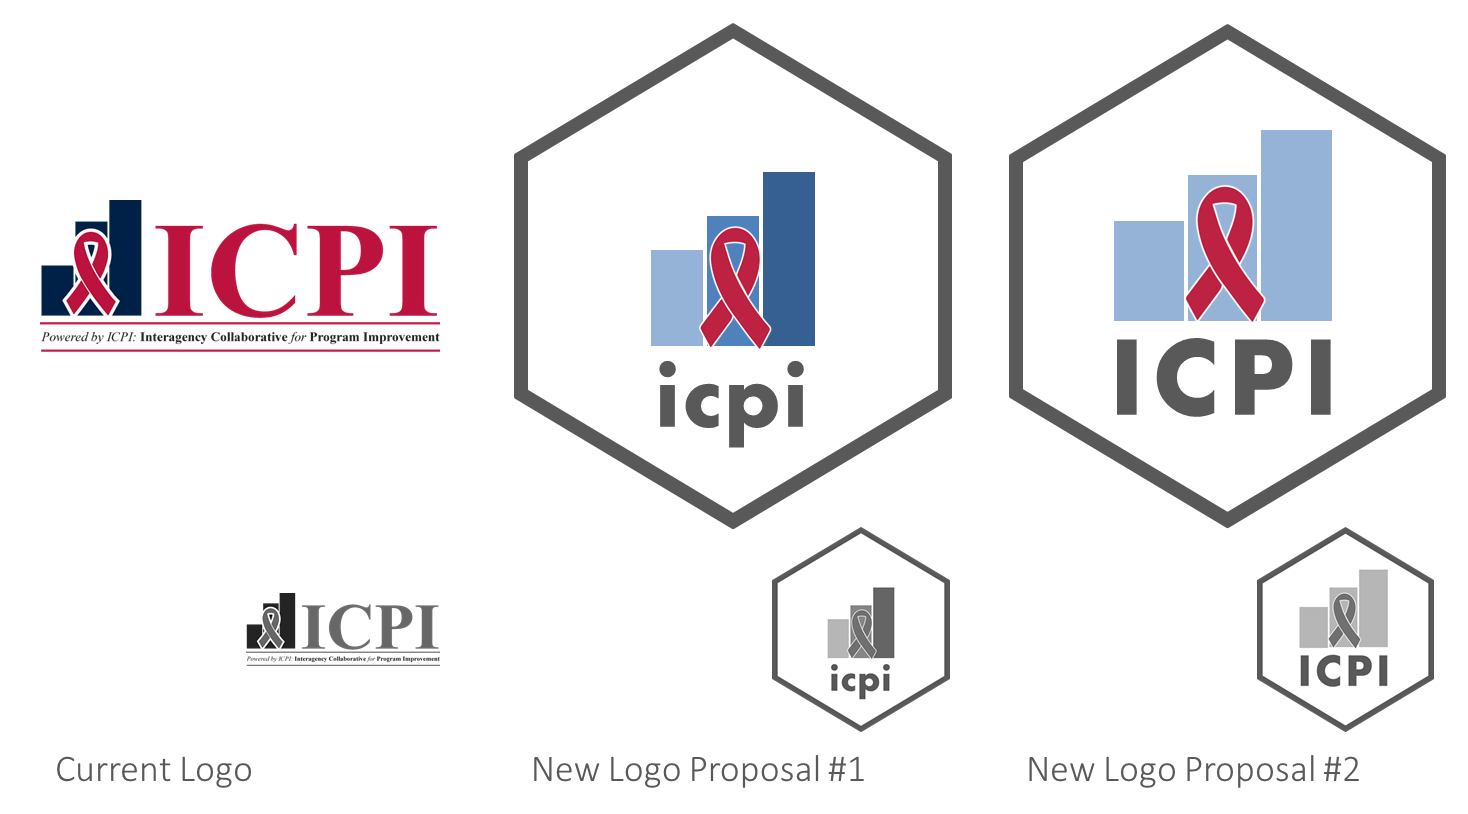 ICPI
Powered by ICPI: Interagency Collaborative for Program Improvement
icpi
ICPI
ICPI
Powered by ICPI: Interagency Collaborative for Program Improvement
icpi
ICPI
Current Logo
New Logo Proposal #1
New Logo Proposal #2